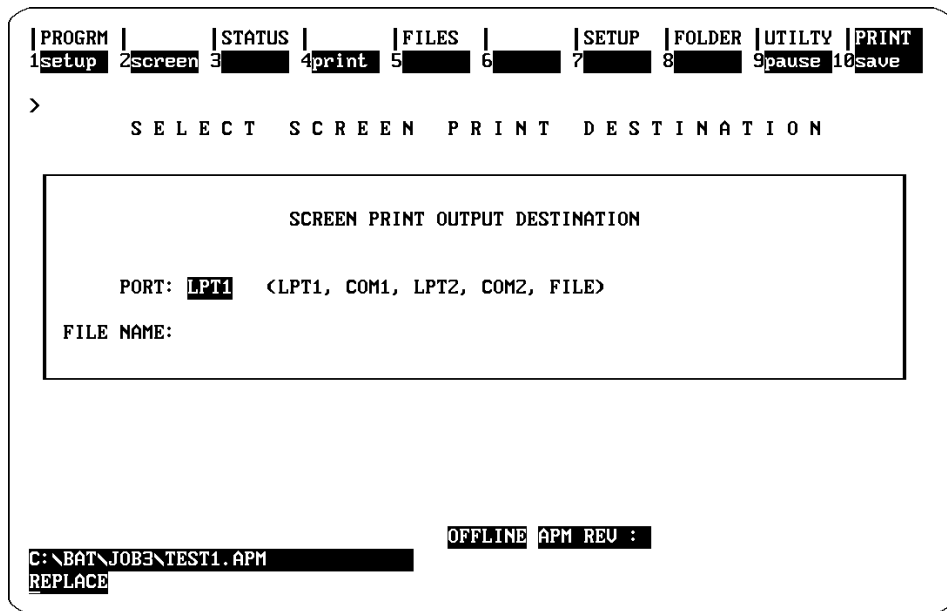 |PROGRM | |STATUS | |FILES | |SETUP |FOLDER |UTILTY |PRINT
1setup 2screen 3 4print 5 6 7 8 9pause 10save
>
S E L E C T S C R E E N P R I N T D E S T I N A T I O N
SCREEN PRINT OUTPUT DESTINATION
PORT: LPT1 (LPT1, COM1, LPT2, COM2, FILE)
FILE NAME:
OFFLINE APM REV :
C:\BAT\JOB3\TEST1.APM
REPLACE